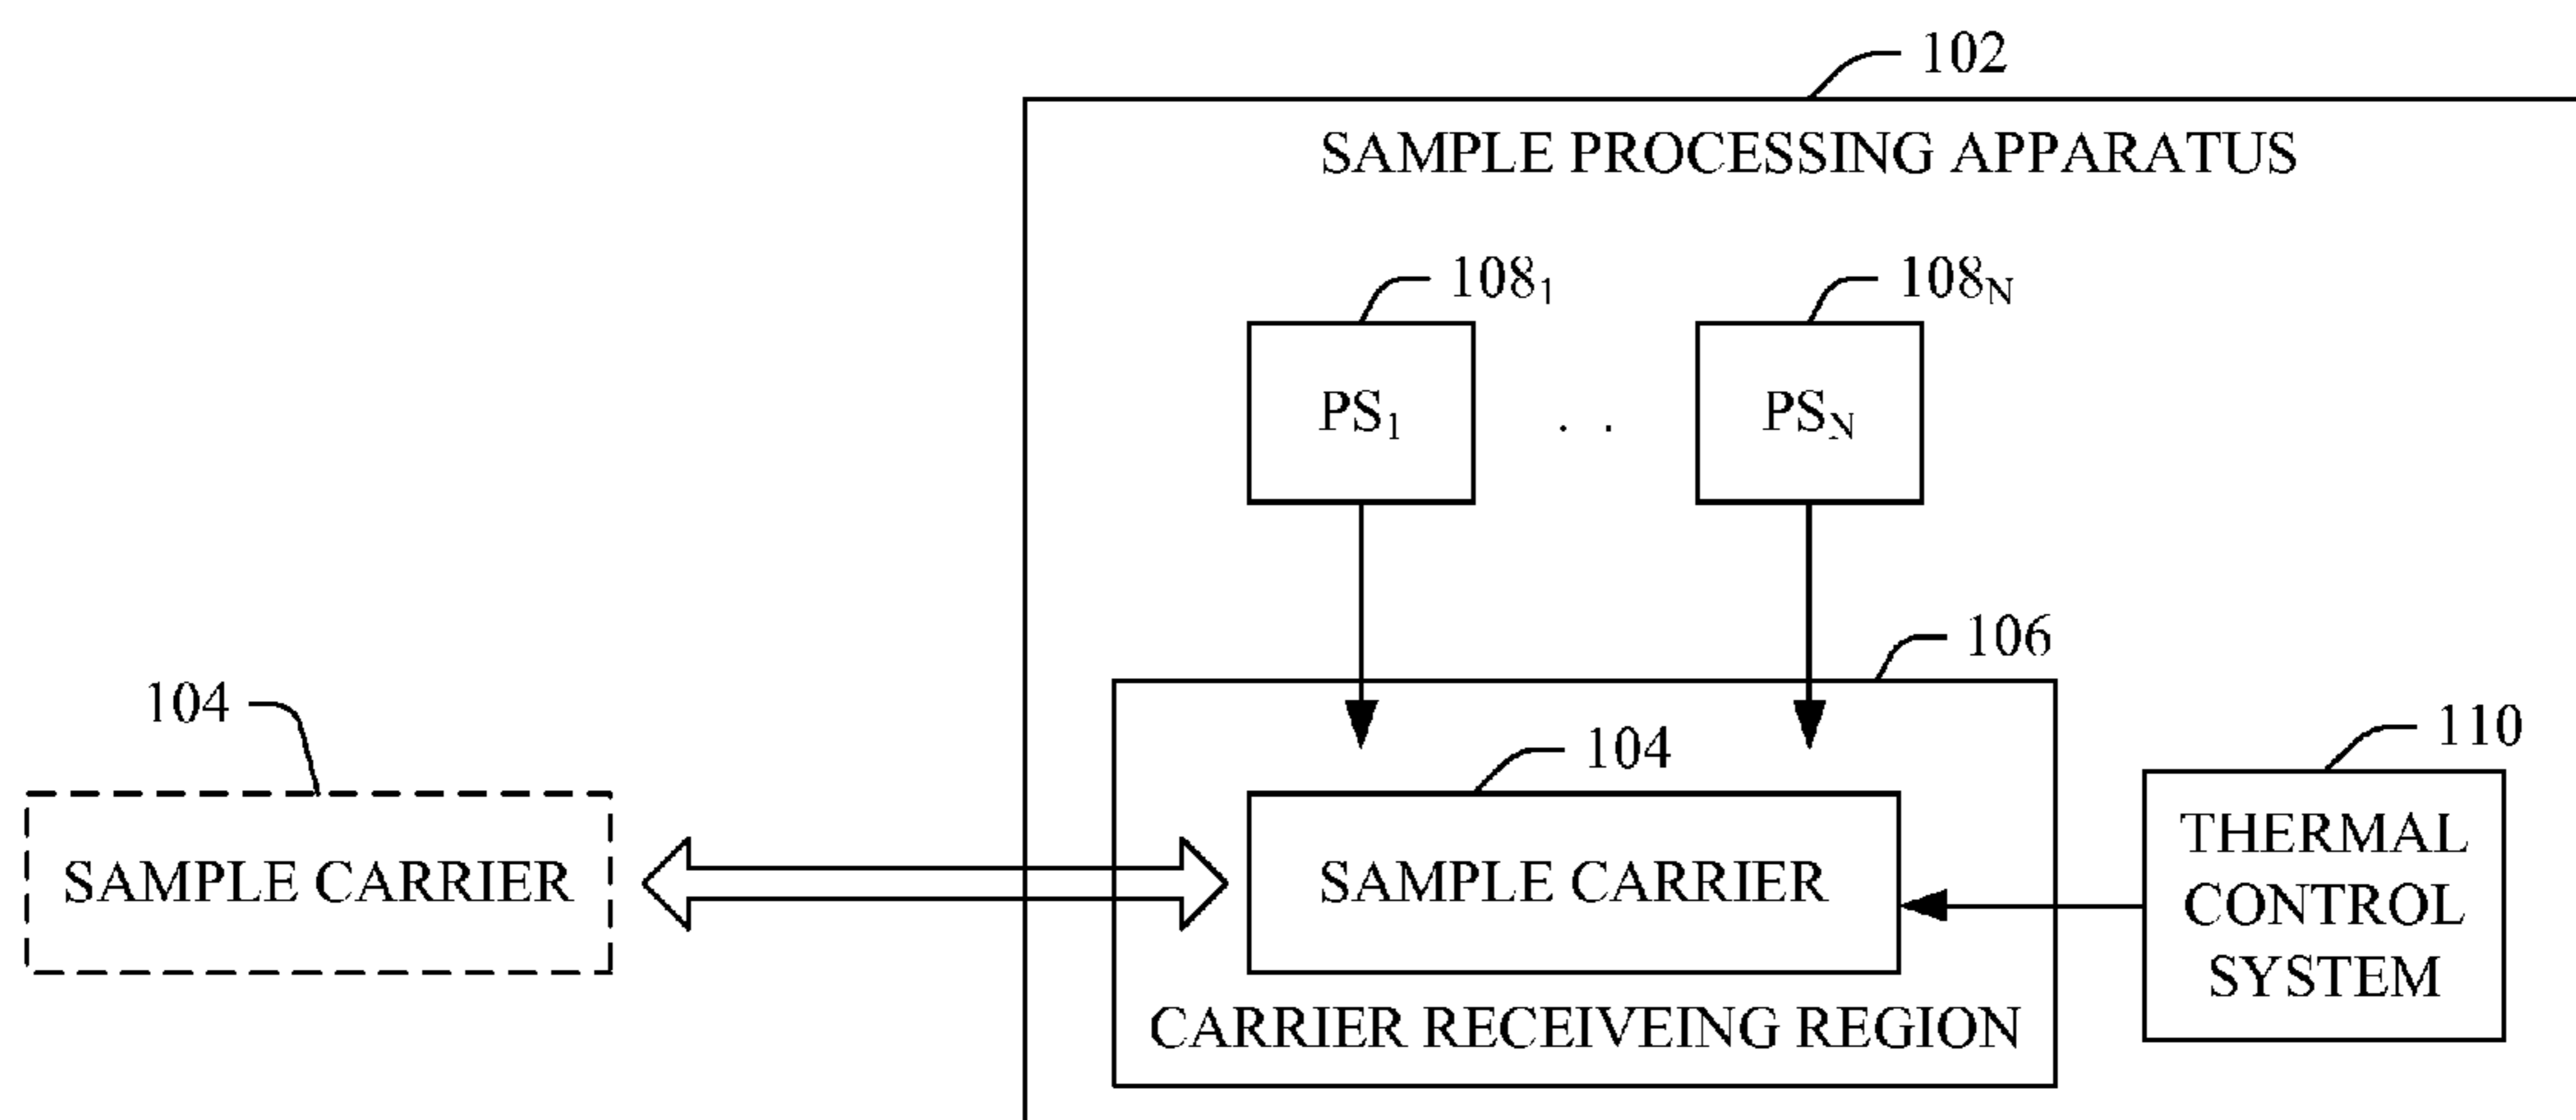 102
SAMPLE PROCESSING APPARATUS
108₁
108N
PS₁
. .
PSN
106
104
104
110
SAMPLE CARRIER
SAMPLE CARRIER
THERMAL
CONTROL
SYSTEM
CARRIER RECEIVEING REGION